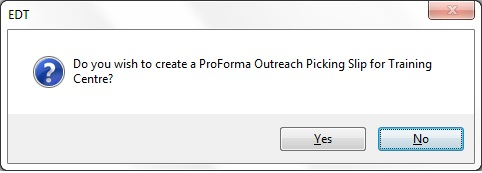 EDT
Do you wish to create a ProForma Outreach Picking Slip for Training
Centre?
Yes
No